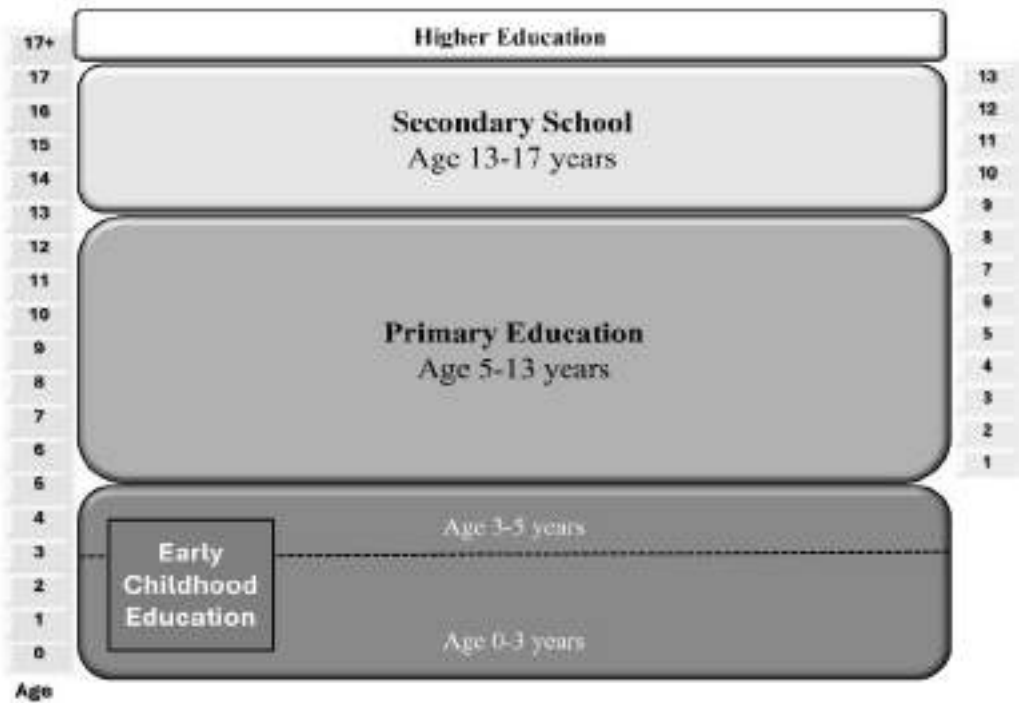 17+
Higher Education
17
16
15
14
13
12
11
10
9
8
7
6
5
4
3
2
1
0
Age
Secondary School
Age 13-17 years
Primary Education
Age 5-13 years
Age 3-5 years
Early
Childhood
Education
Age 0-3 years
13
12
11
10
9
8
7
6
5
4
3
2
1